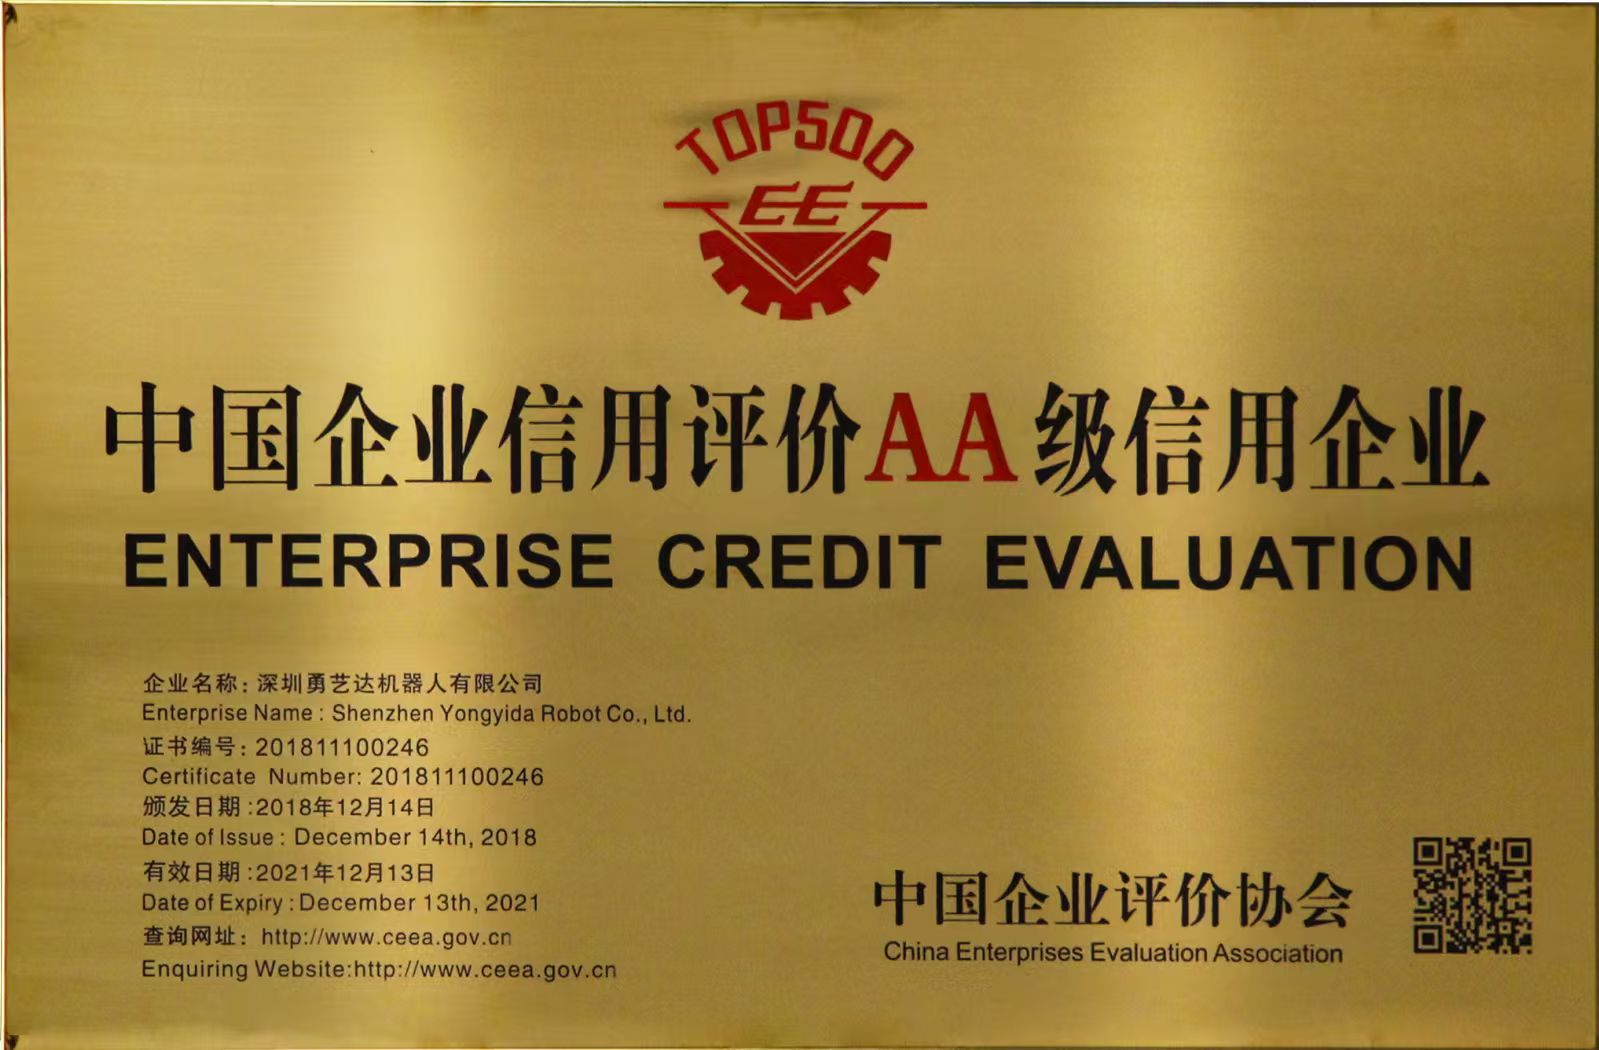 TOP500
EE
中国企业信用评价AA级信用企业
ENTERPRISE CREDIT EVALUATION
企业名称：深圳勇艺达机器人有限公司
Enterprise Name : Shenzhen Yongyida Robot Co., Ltd.
证书编号：201811100246
Certificate Number: 201811100246
颁发日期 :2018年12月14日
Date of Issue : December 14th, 2018
有效日期 :2021年12月13日
Date of Expiry : December 13th, 2021
查询网址：http://www.ceea.gov.cn
Enquiring Website:http://www.ceea.gov.cn
中国企业评价协会
China Enterprises Evaluation Association